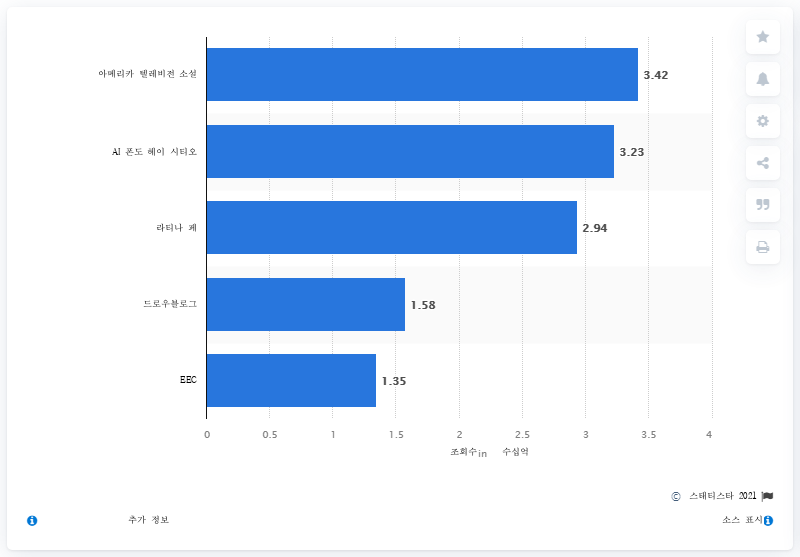 아메리카 텔레비전 소설
3.42
AI 폰도 헤이 시티오
3.23
라티나 페
2.94
드로우블로그
1.58
EEC
1.35
0 0.5 1 1.5 2 2.5 3 3.5 4
조회수in 수십억
© 스태티스타 2021
추가 정보 소스 표시